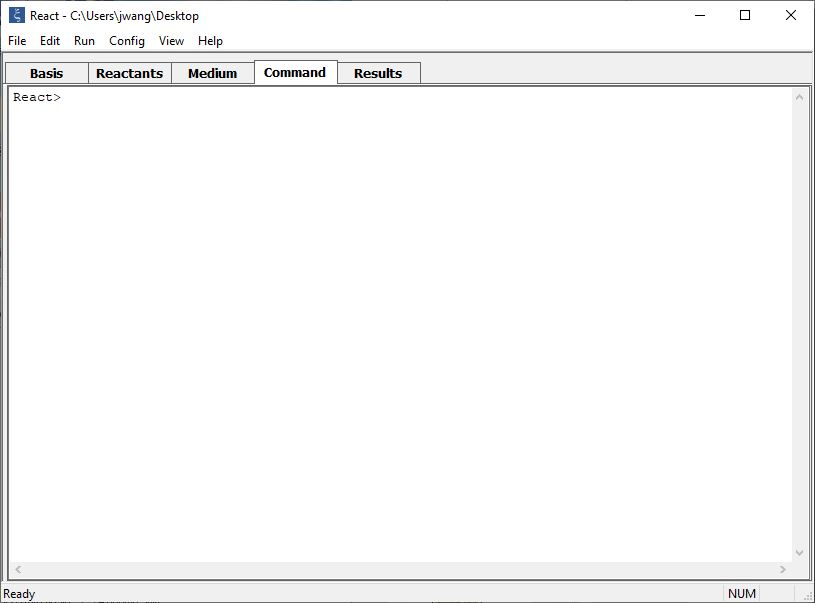 React - C:\Users\jwang\Desktop
File Edit Run Config View Help
Basis Reactants Medium Command Results
React>
Ready NUM